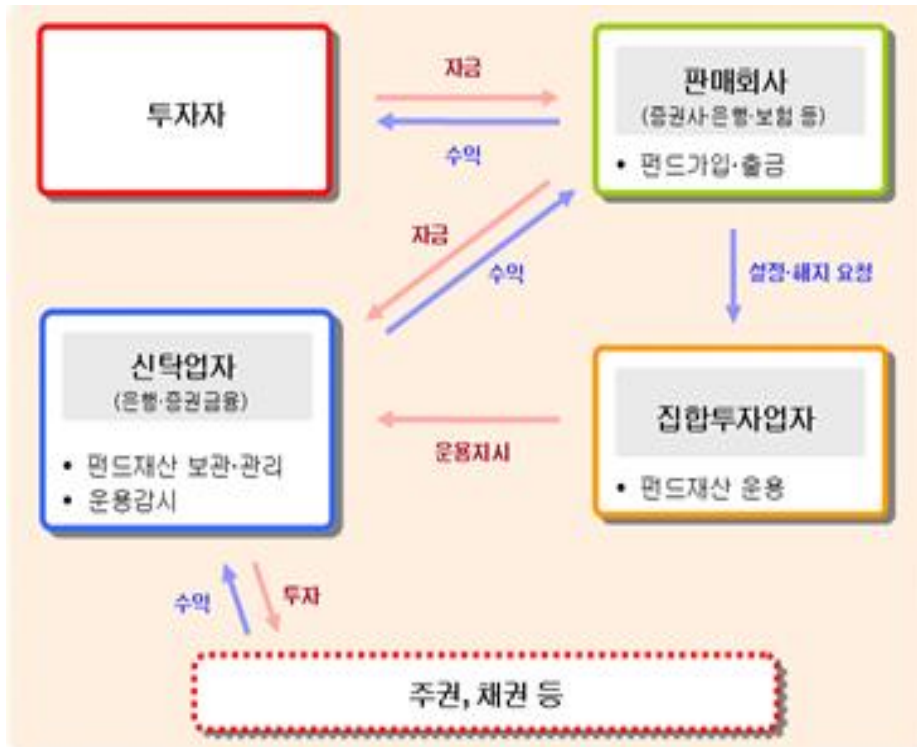 투자자
자금
수익
판매회사
(증권사·은행·보험 등)
• 펀드가입·출금
자금
수익
설정·해지 요청
신탁업자
(은행·증권금융)
• 펀드재산 보관·관리
• 운용감시
운용지시
집합투자업자
• 펀드재산 운용
수익
투자
주권, 채권 등